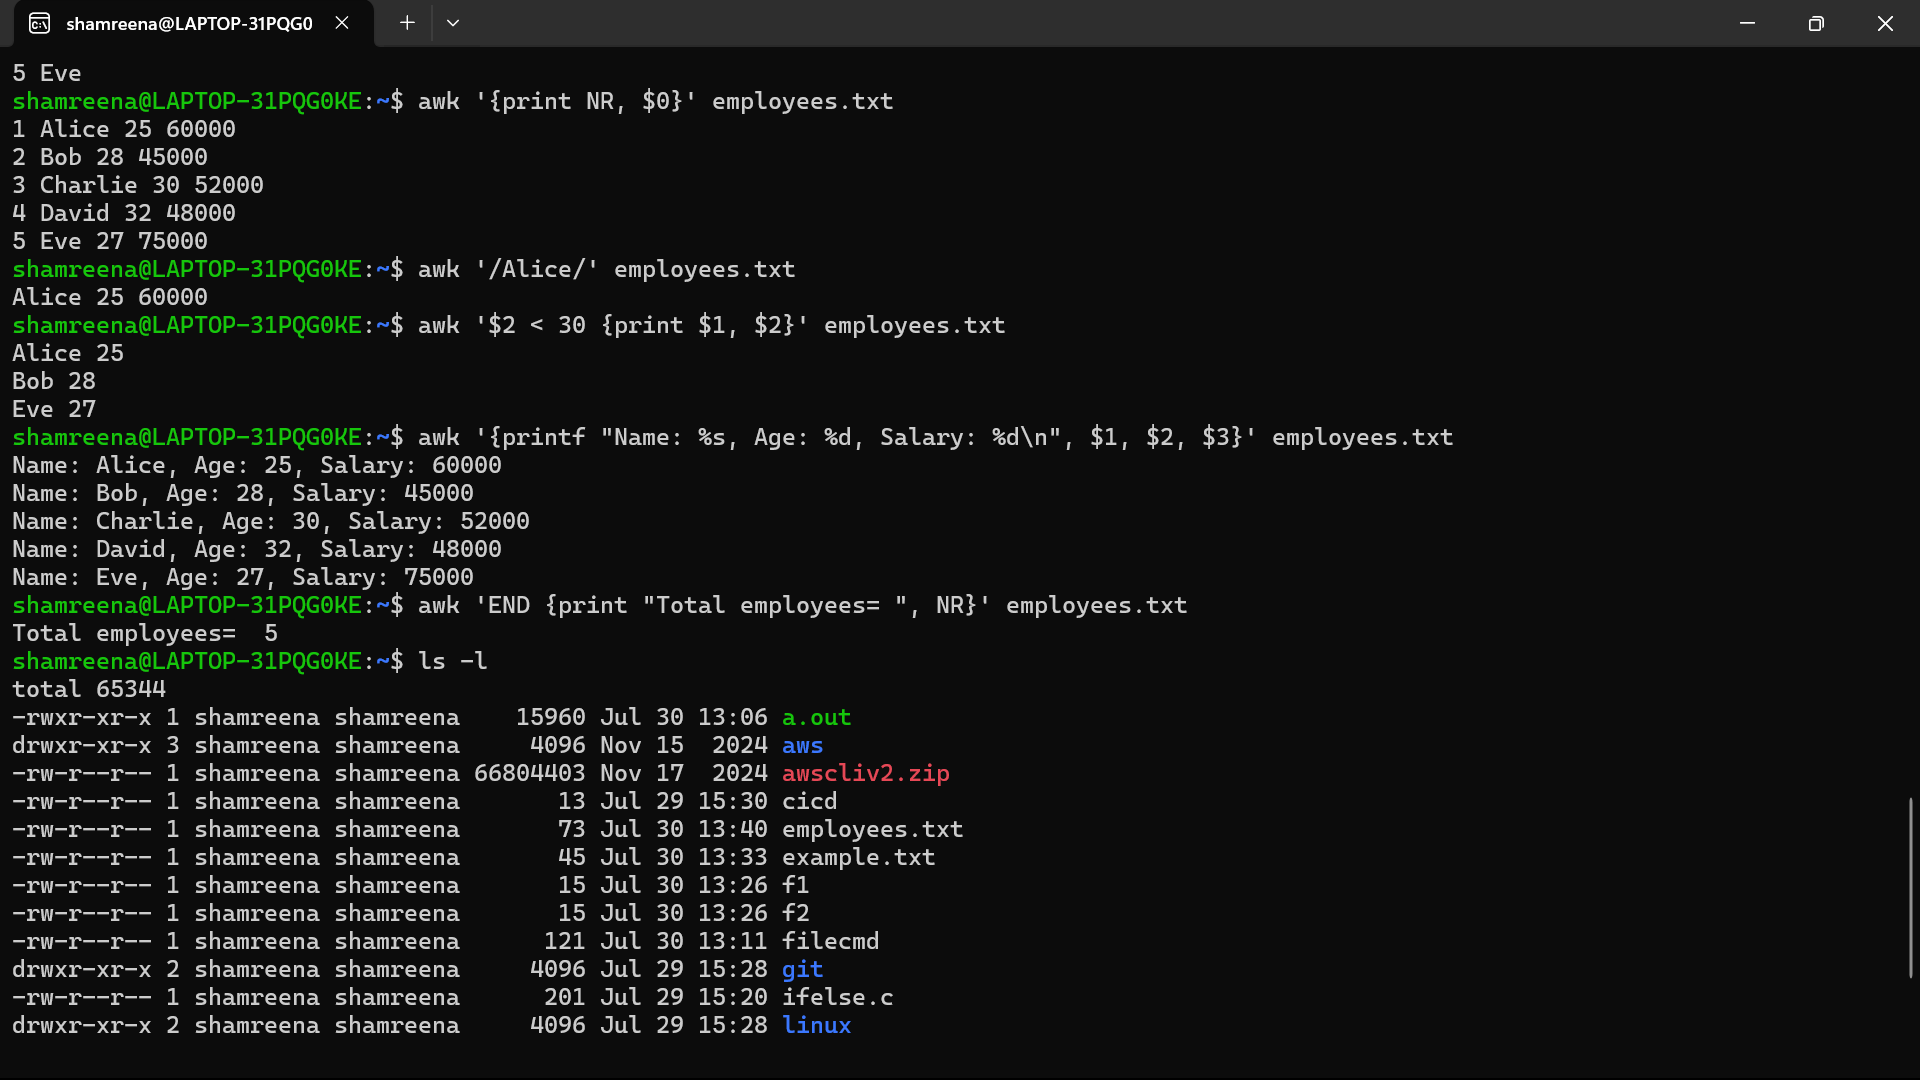 shamreena@LAPTOP-31PQG0
5 Eve
shamreena@LAPTOP-31PQG0KE:~$ awk '{print NR, $0}' employees.txt
1 Alice 25 60000
2 Bob 28 45000
3 Charlie 30 52000
4 David 32 48000
5 Eve 27 75000
shamreena@LAPTOP-31PQG0KE:~$ awk '/Alice/' employees.txt
Alice 25 60000
shamreena@LAPTOP-31PQG0KE:~$ awk '$2 < 30 {print $1, $2}' employees.txt
Alice 25
Bob 28
Eve 27
shamreena@LAPTOP-31PQG0KE:~$ awk '{printf "Name: %s, Age: %d, Salary: %d\n", $1, $2, $3}' employees.txt
Name: Alice, Age: 25, Salary: 60000
Name: Bob, Age: 28, Salary: 45000
Name: Charlie, Age: 30, Salary: 52000
Name: David, Age: 32, Salary: 48000
Name: Eve, Age: 27, Salary: 75000
shamreena@LAPTOP-31PQG0KE:~$ awk 'END {print "Total employees= ", NR}' employees.txt
Total employees=  5
shamreena@LAPTOP-31PQG0KE:~$ ls -l
total 65344
-rwxr-xr-x 1 shamreena shamreena    15960 Jul 30 13:06 a.out
drwxr-xr-x 3 shamreena shamreena     4096 Nov 15  2024 aws
-rw-r--r-- 1 shamreena shamreena 66804403 Nov 17  2024 awscliv2.zip
-rw-r--r-- 1 shamreena shamreena       13 Jul 29 15:30 cicd
-rw-r--r-- 1 shamreena shamreena       73 Jul 30 13:40 employees.txt
-rw-r--r-- 1 shamreena shamreena       45 Jul 30 13:33 example.txt
-rw-r--r-- 1 shamreena shamreena       15 Jul 30 13:26 f1
-rw-r--r-- 1 shamreena shamreena       15 Jul 30 13:26 f2
-rw-r--r-- 1 shamreena shamreena      121 Jul 30 13:11 filecmd
drwxr-xr-x 2 shamreena shamreena     4096 Jul 29 15:28 git
-rw-r--r-- 1 shamreena shamreena      201 Jul 29 15:20 ifelse.c
drwxr-xr-x 2 shamreena shamreena     4096 Jul 29 15:28 linux